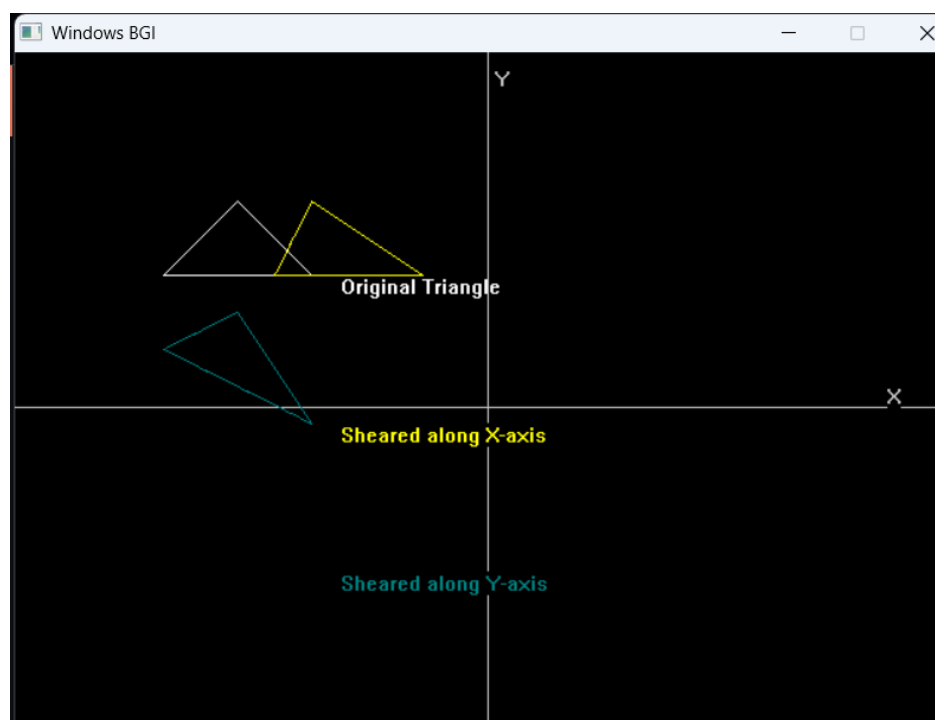 Windows BGI
Y
Original Triangle
X
Sheared along X-axis
Sheared along Y-axis